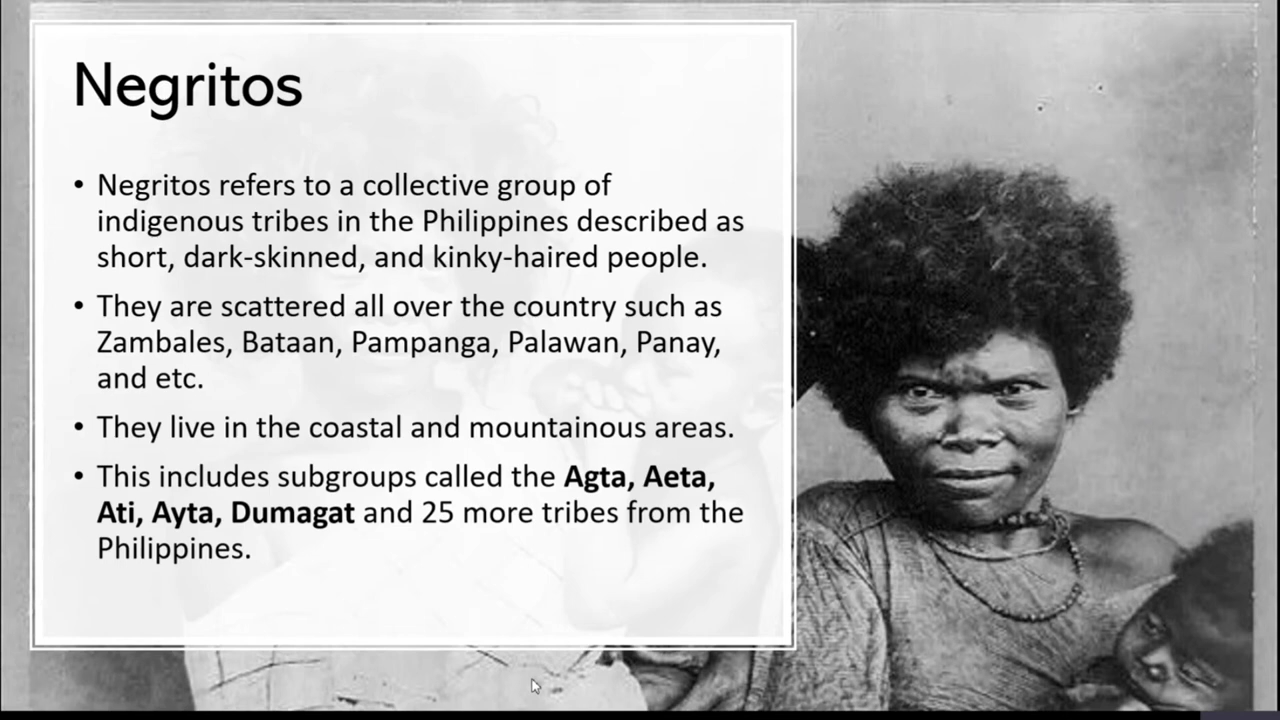 Negritos
• Negritos refers to a collective group of
indigenous tribes in the Philippines described as
short, dark-skinned, and kinky-haired people.
• They are scattered all over the country such as
Zambales, Bataan, Pampanga, Palawan, Panay,
and etc.
• They live in the coastal and mountainous areas.
• This includes subgroups called the Agta, Aeta,
Ati, Ayta, Dumagat and 25 more tribes from the
Philippines.